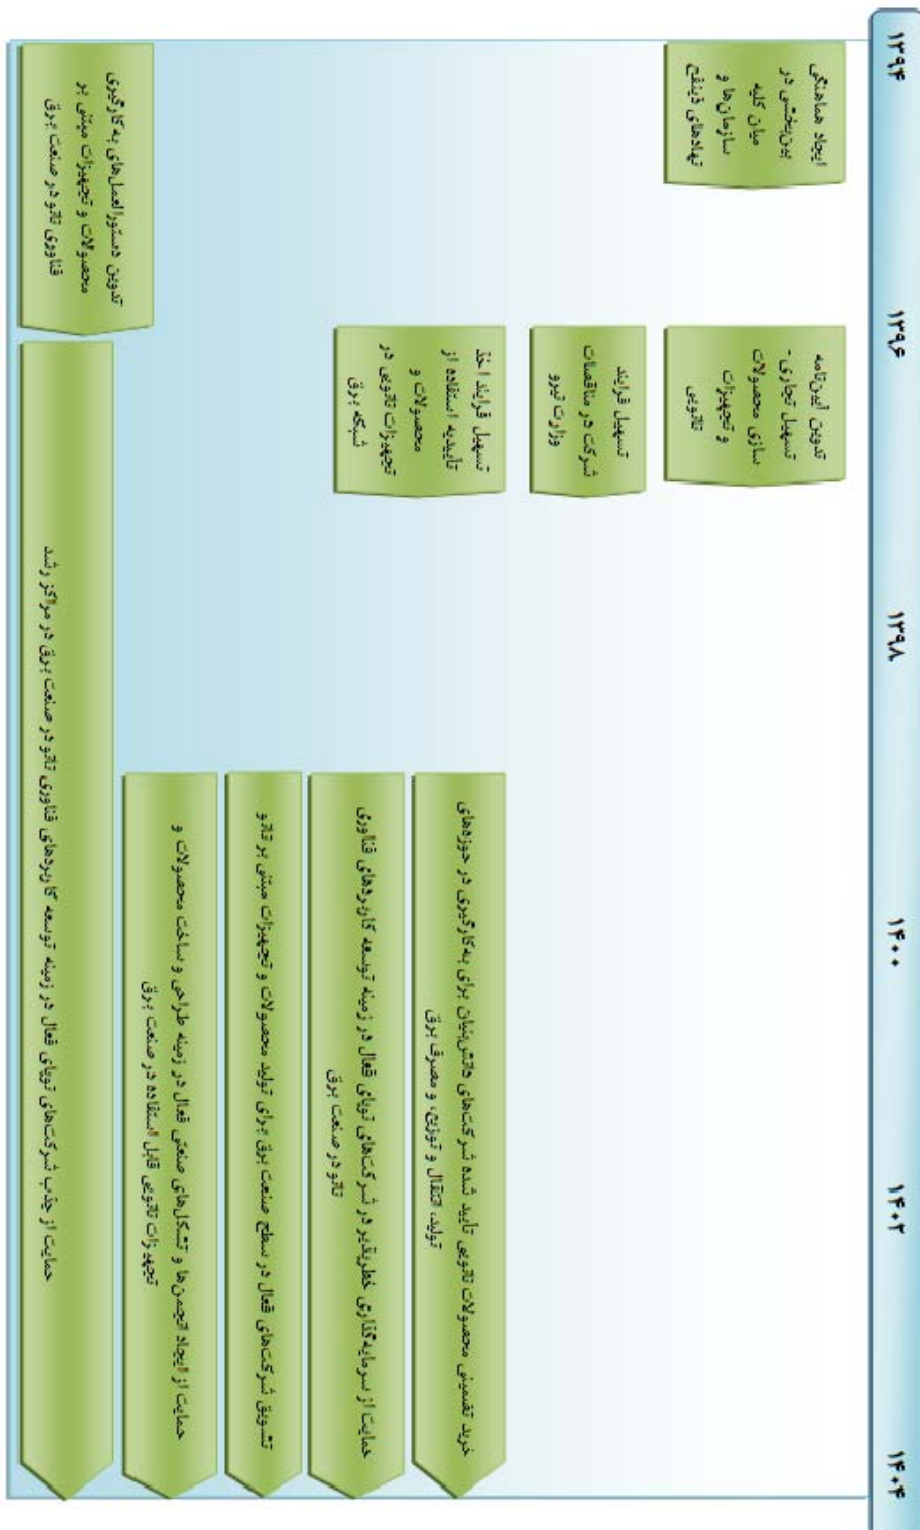 ۱۳۹۴
۱۳۹۶
۱۳۹۸
۱۴۰۰
۱۴۰۲
۱۴۰۴
ایجاد هماهنگی
بین‌بخشی در
میان کلیه
سازمان‌ها و
نهادهای ذینفع
تدوین آیین‌نامه
تسهیل تجاری-
سازی محصولات
و تجهیزات
نانویی
تسهیل فرایند
شرکت در مناقصات
وزارت نیرو
تسهیل فرایند اخذ
تأییدیه استفاده از
محصولات و
تجهیزات نانویی در
شبکه برق
خرید تضمینی محصولات نانویی تأیید شده شرکت‌های دانش‌بنیان برای به‌کارگیری در حوزه‌های
تولید، انتقال و توزیع، و مصرف برق
حمایت از سرمایه‌گذاری خطرپذیر در شرکت‌های نوپای فعال در زمینه توسعه کاربردهای فناوری
نانو در صنعت برق
تشویق شرکت‌های فعال در سطح صنعت برق برای تولید محصولات و تجهیزات مبتنی بر نانو
حمایت از ایجاد انجمن‌ها و تشکل‌های صنعتی فعال در زمینه طراحی و ساخت محصولات و
تجهیزات نانویی قابل استفاده در صنعت برق
تدوین دستورالعمل‌های به‌کارگیری
محصولات و تجهیزات مبتنی بر
فناوری نانو در صنعت برق
حمایت از جذب شرکت‌های نوپای فعال در زمینه توسعه کاربردهای فناوری نانو در صنعت برق در مراکز رشد